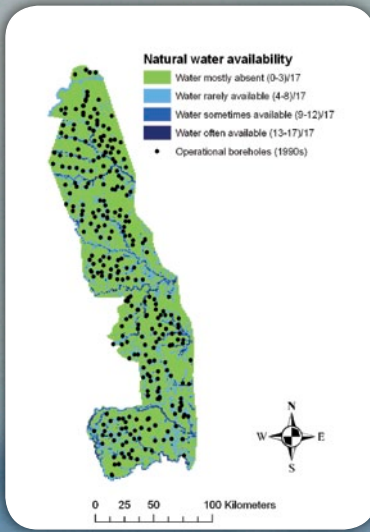 Natural water availability
Water mostly absent (0-3)/17
Water rarely available (4-8)/17
Water sometimes available (9-12)/17
Water often available (13-17)/17
Operational boreholes (1990s)
N
W E
S
0 25 50 100 Kilometers